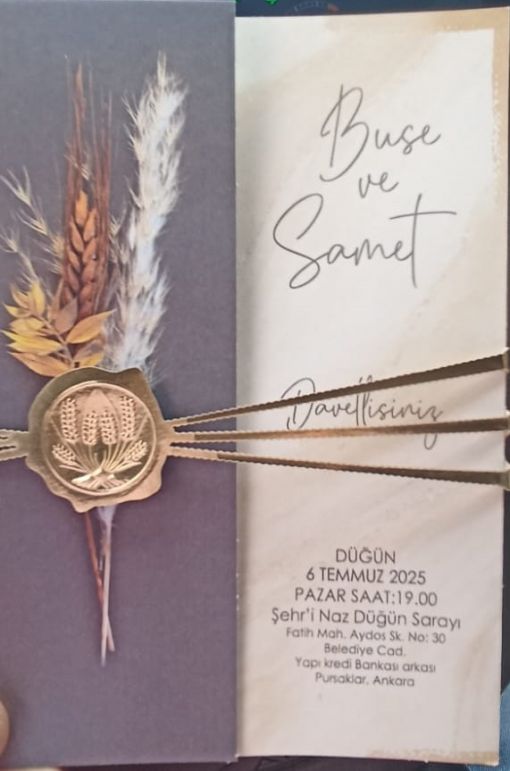 Buse
ve
Samet
Davetlisiniz
DÜĞÜN
6 TEMMUZ 2025
PAZAR SAAT:19.00
Şehr'i Naz Düğün Sarayı
Fatih Mah. Aydos Sk. No: 30
Belediye Cad.
Yapı kredi Bankası arkası
Pursaklar. Ankara